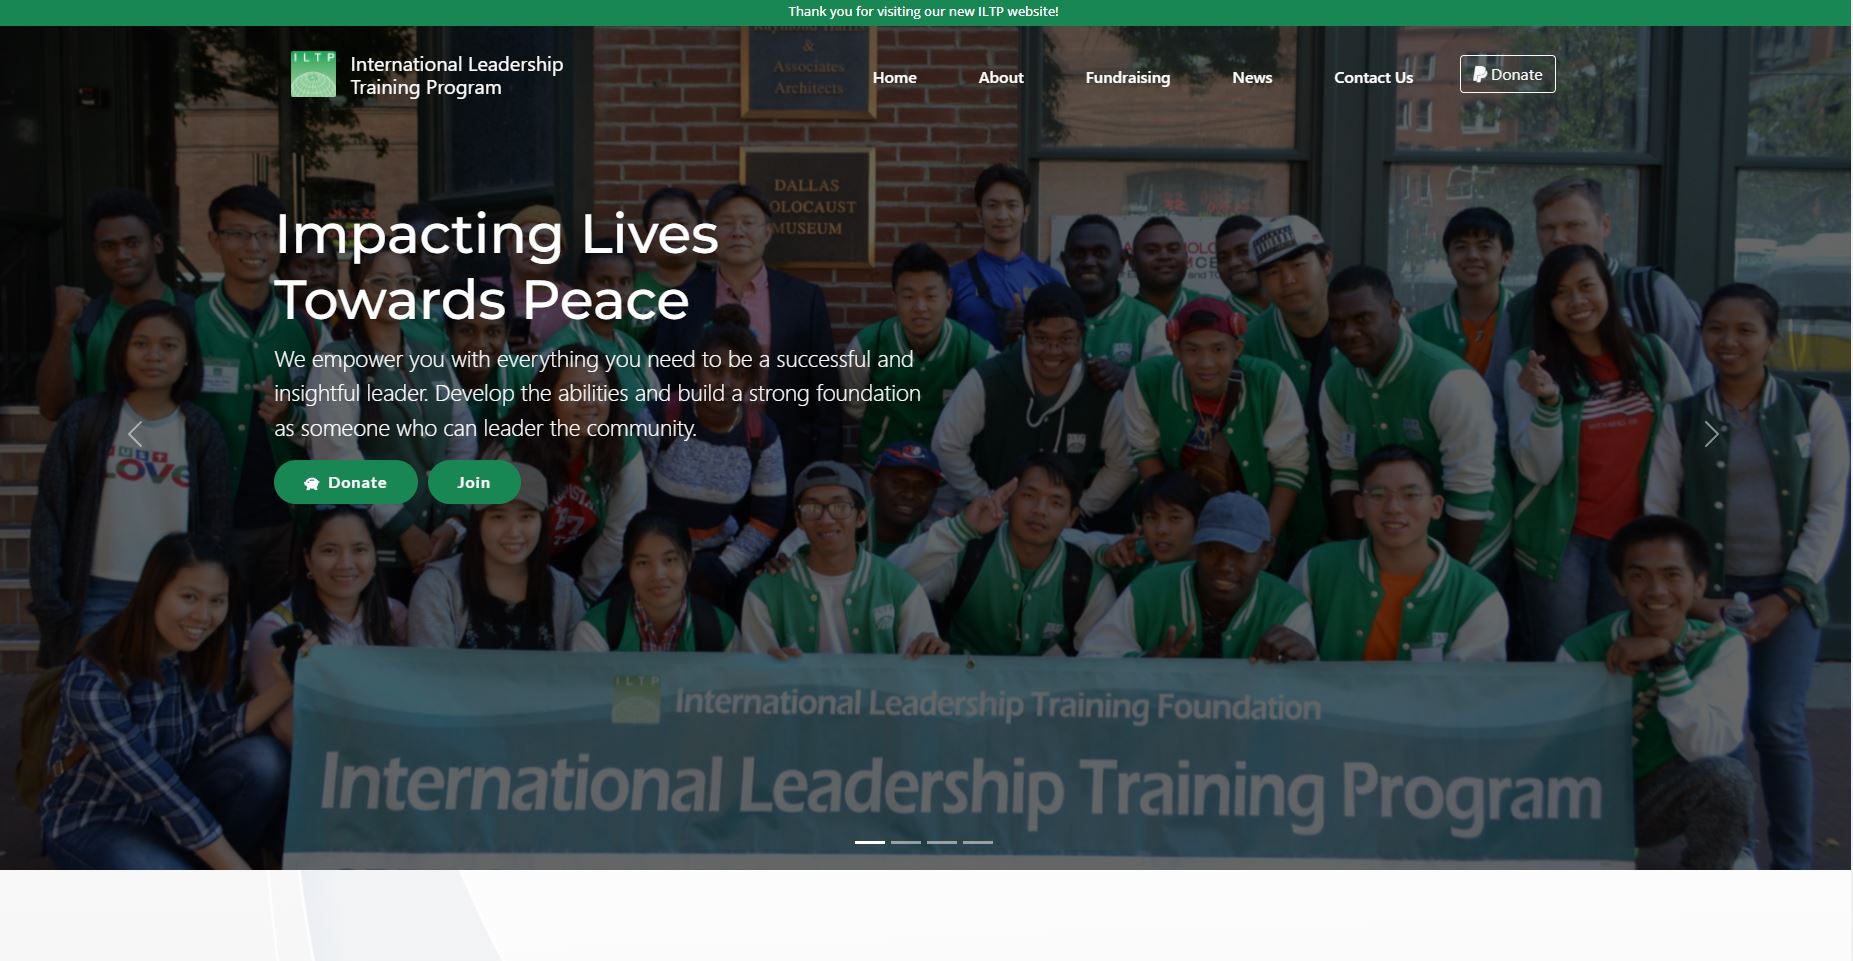 Thank you for visiting our new ILTP website!
ILTP
International Leadership
Training Program
Home
About
Fundraising
News
Contact Us
Donate
Raymond Harris
&
Associates
Architects
DALLAS
HOLOCAUST
MUSEUM
Impacting Lives
Towards Peace
We empower you with everything you need to be a successful and
insightful leader. Develop the abilities and build a strong foundation
as someone who can leader the community.
Donate
Join
LOVE
ILTP
International Leadership Training Foundation
International Leadership Training Program